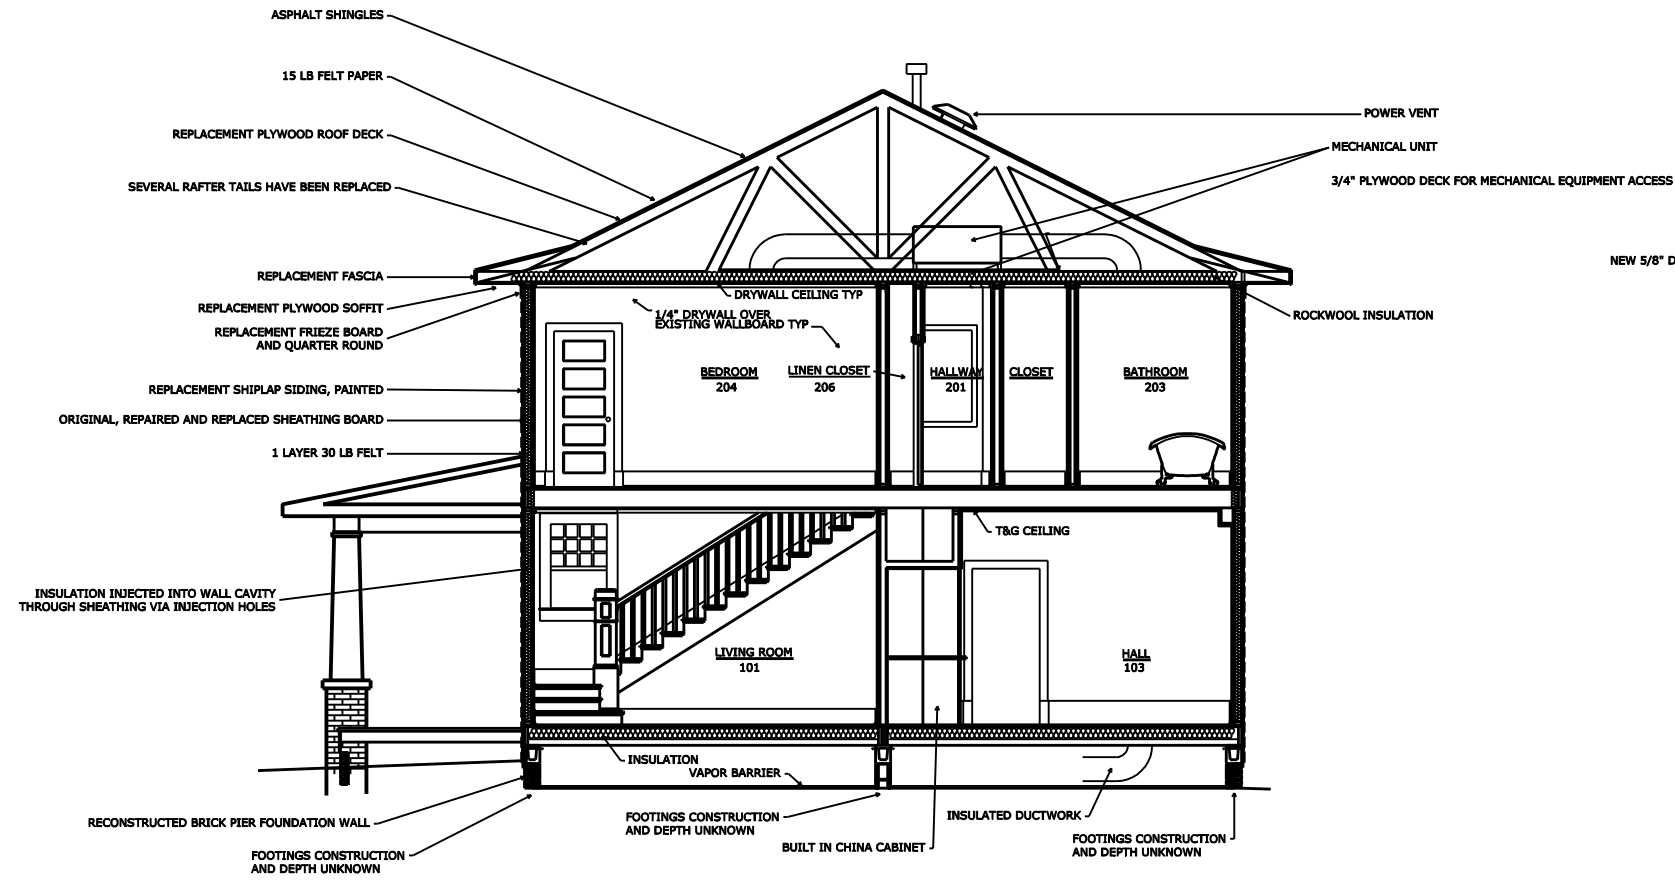 ASPHALT SHINGLES
15 LB FELT PAPER
REPLACEMENT PLYWOOD ROOF DECK
SEVERAL RAFTER TAILS HAVE BEEN REPLACED
REPLACEMENT FASCIA
REPLACEMENT PLYWOOD SOFFIT
REPLACEMENT FRIEZE BOARD
AND QUARTER ROUND
REPLACEMENT SHIPLAP SIDING, PAINTED
ORIGINAL, REPAIRED AND REPLACED SHEATHING BOARD
1 LAYER 30 LB FELT
INSULATION INJECTED INTO WALL CAVITY
THROUGH SHEATHING VIA INJECTION HOLES
RECONSTRUCTED BRICK PIER FOUNDATION WALL
FOOTINGS CONSTRUCTION
AND DEPTH UNKNOWN
POWER VENT
MECHANICAL UNIT
3/4" PLYWOOD DECK FOR MECHANICAL EQUIPMENT ACCESS
NEW 5/8" D
ROCKWOOL INSULATION
DRYWALL CEILING TYP
1/4" DRYWALL OVER
EXISTING WALLBOARD TYP
BEDROOM
204
LINEN CLOSET
206
HALLWAY
201
CLOSET
BATHROOM
203
T&G CEILING
LIVING ROOM
101
HALL
103
INSULATION
VAPOR BARRIER
FOOTINGS CONSTRUCTION
AND DEPTH UNKNOWN
BUILT IN CHINA CABINET
INSULATED DUCTWORK
FOOTINGS CONSTRUCTION
AND DEPTH UNKNOWN